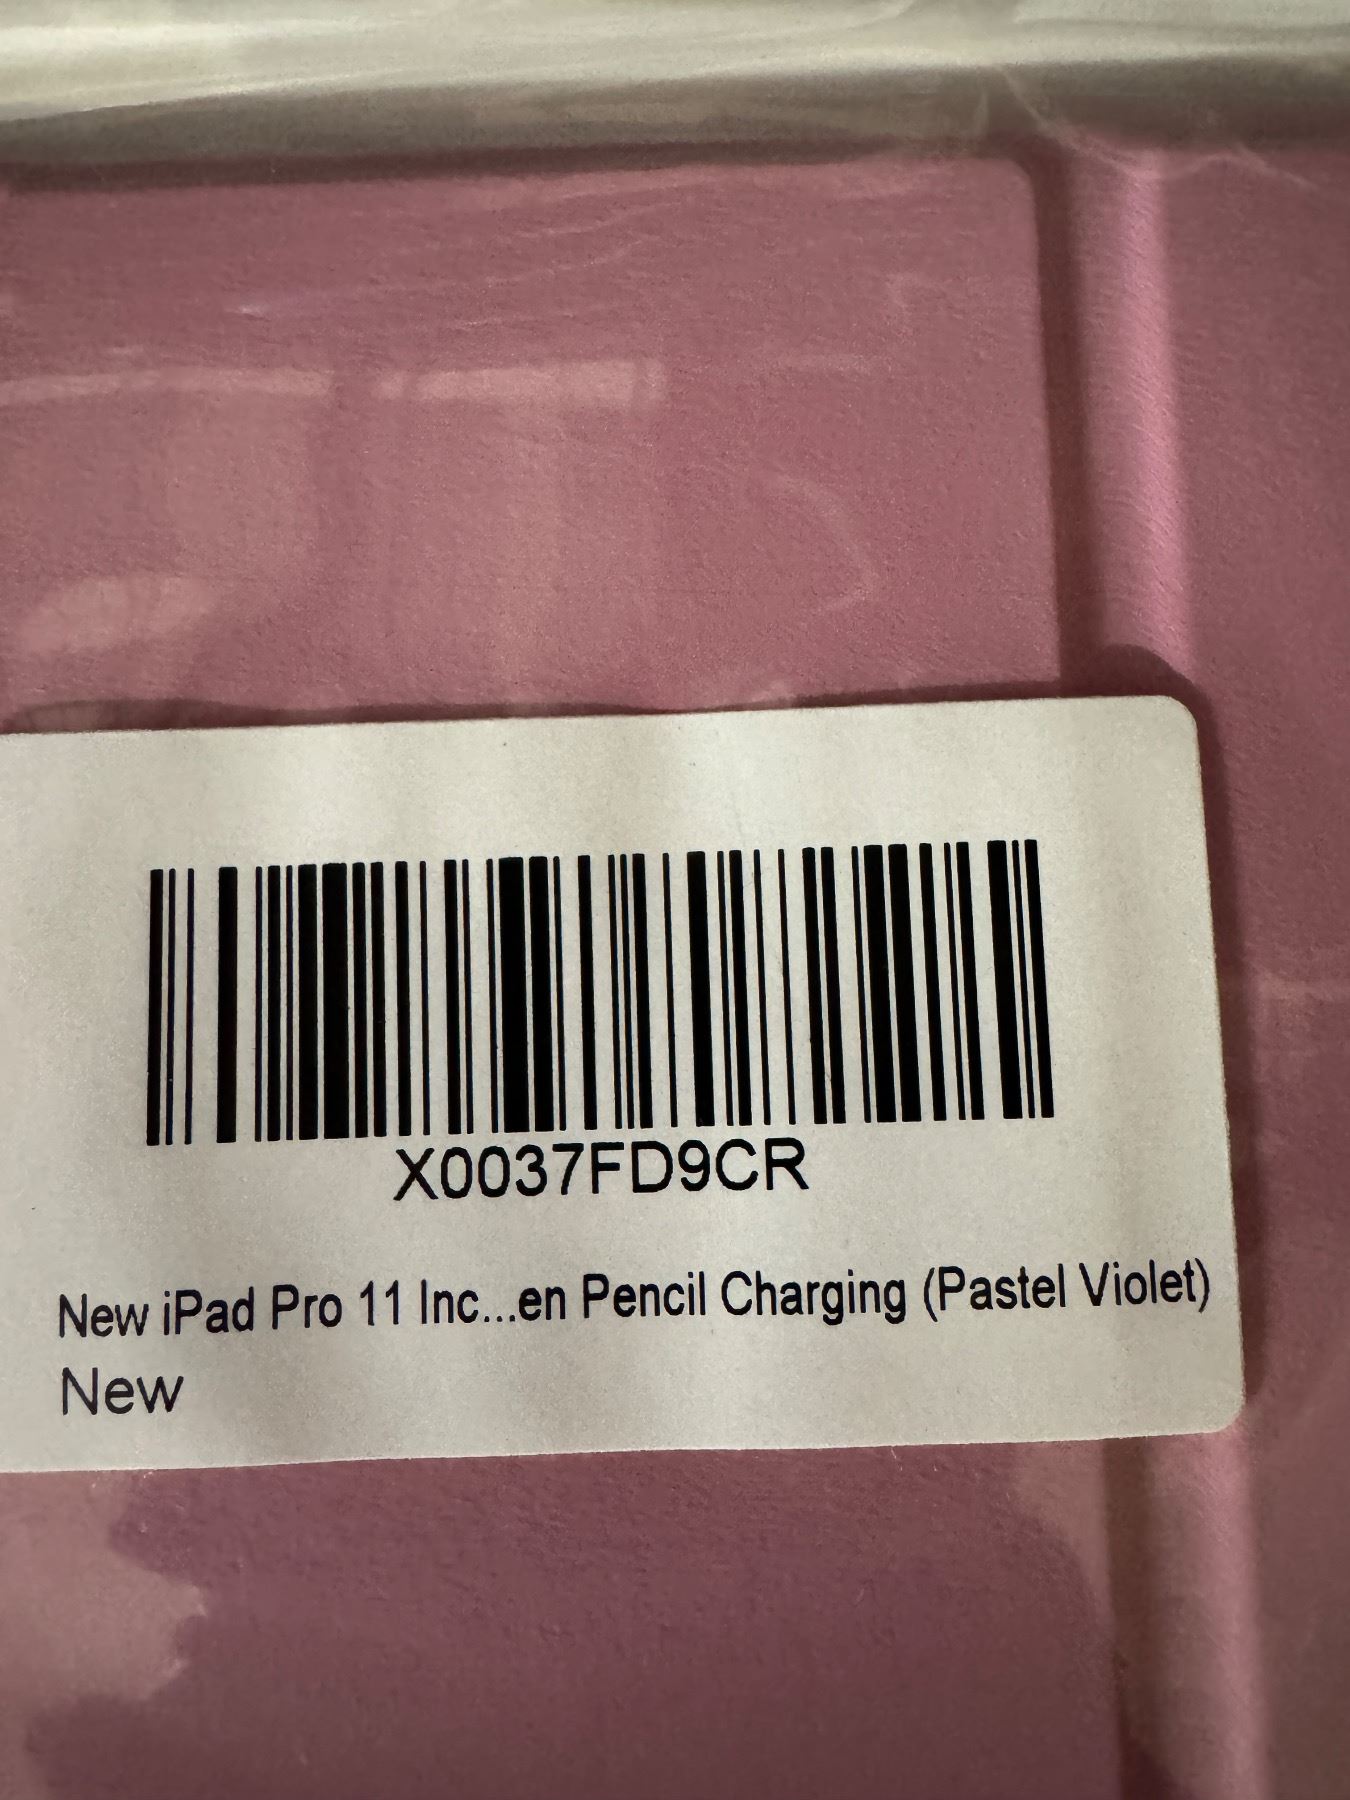 X0037FD9CR
New iPad Pro 11 Inc...en Pencil Charging (Pastel Violet)
New